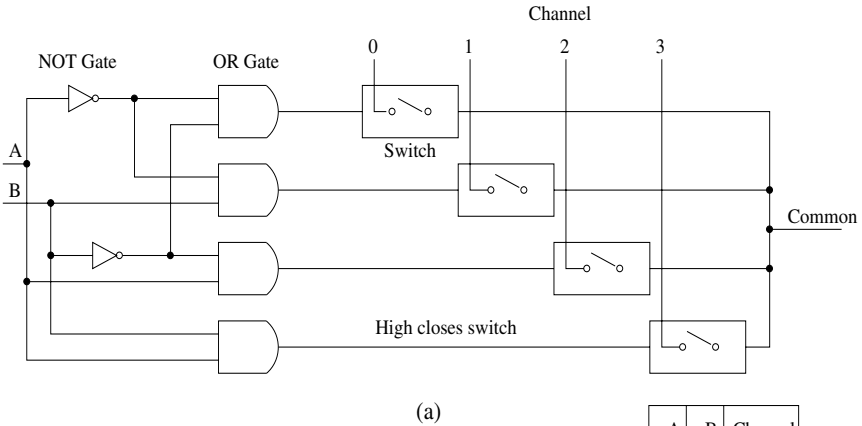 Channel
0 1 2 3
NOT Gate OR Gate
Switch
A
B
Common
High closes switch
(a)
A B Channel